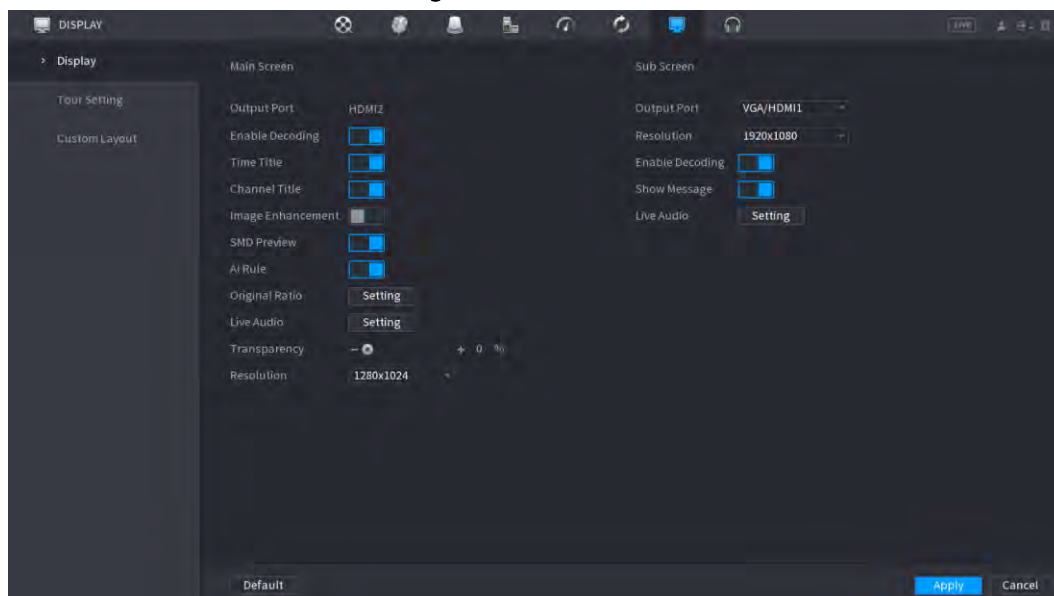 DISPLAY
LIVE
Display
Tour Setting
Custom Layout
Main Screen
Output Port HDMI2
Enable Decoding
Time Title
Channel Title
Image Enhancement
SMD Preview
AI Rule
Original Ratio Setting
Live Audio Setting
Transparency − + 0 %
Resolution 1280x1024
Sub Screen
Output Port VGA/HDMI1
Resolution 1920x1080
Enable Decoding
Show Message
Live Audio Setting
Default
Apply Cancel